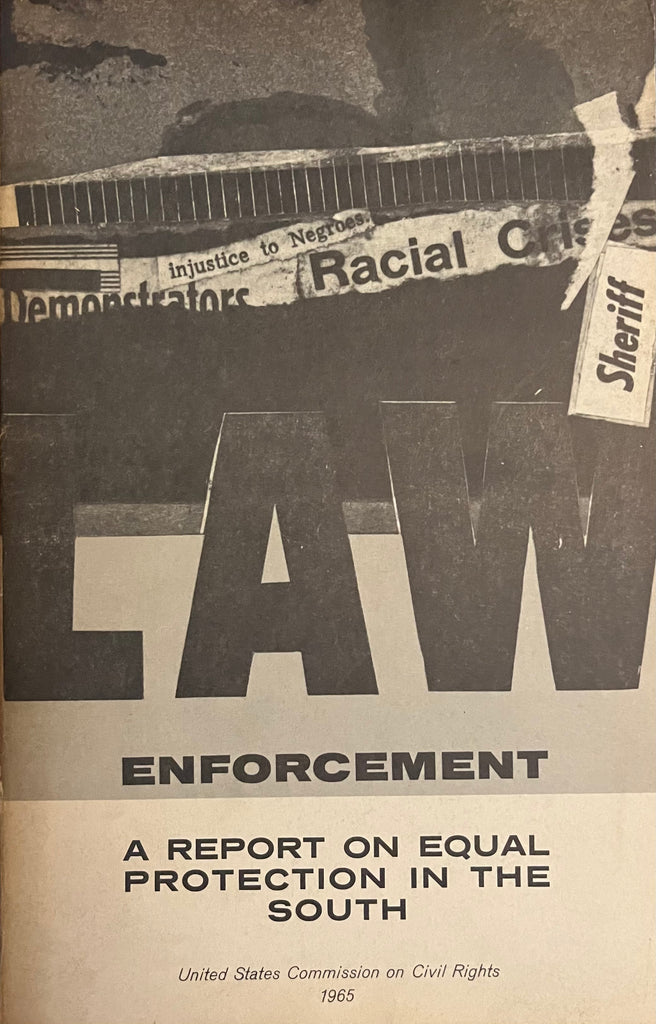 injustice to Negroes.
Racial Crises
Demonstrators
Sheriff
LAW
ENFORCEMENT
A REPORT ON EQUAL
PROTECTION IN THE
SOUTH
United States Commission on Civil Rights
1965